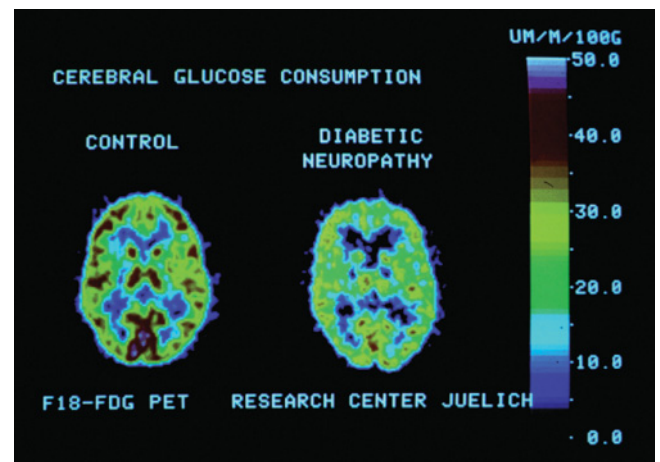 UM/M/100G
50.0
CEREBRAL GLUCOSE CONSUMPTION
40.0
CONTROL
DIABETIC
NEUROPATHY
30.0
20.0
10.0
F18-FDG PET
RESEARCH CENTER JUELICH
0.0